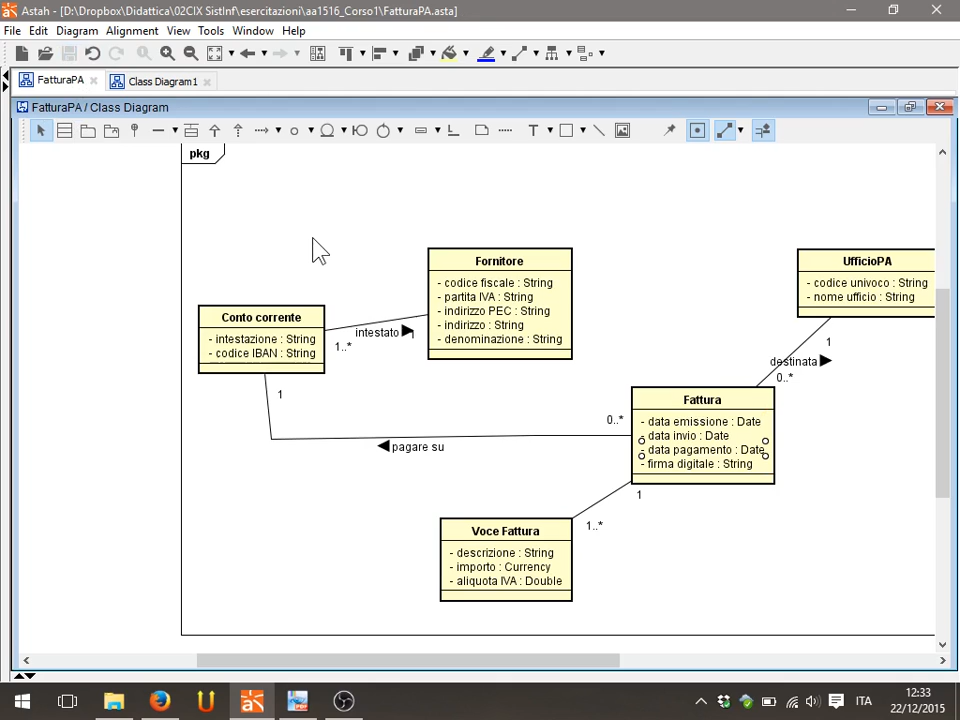 Astah - [D:\Dropbox\Didattica\02CIX SistInf\esercitazioni\aa1516_Corso1\FatturaPA.asta]
File Edit Diagram Alignment View Tools Window Help
FatturaPA Class Diagram1
FatturaPA / Class Diagram
pkg
Fornitore
- codice fiscale : String
- partita IVA : String
- indirizzo PEC : String
- indirizzo : String
- denominazione : String
UfficioPA
- codice univoco : String
- nome ufficio : String
Conto corrente
- intestazione : String
- codice IBAN : String
intestato
1
1..*
1
destinata
0..*
1
Fattura
- data emissione : Date
- data invio : Date
- data pagamento : Date
- firma digitale : String
0..*
pagare su
1
1..*
Voce Fattura
- descrizione : String
- importo : Currency
- aliquota IVA : Double
ITA
12:33
22/12/2015